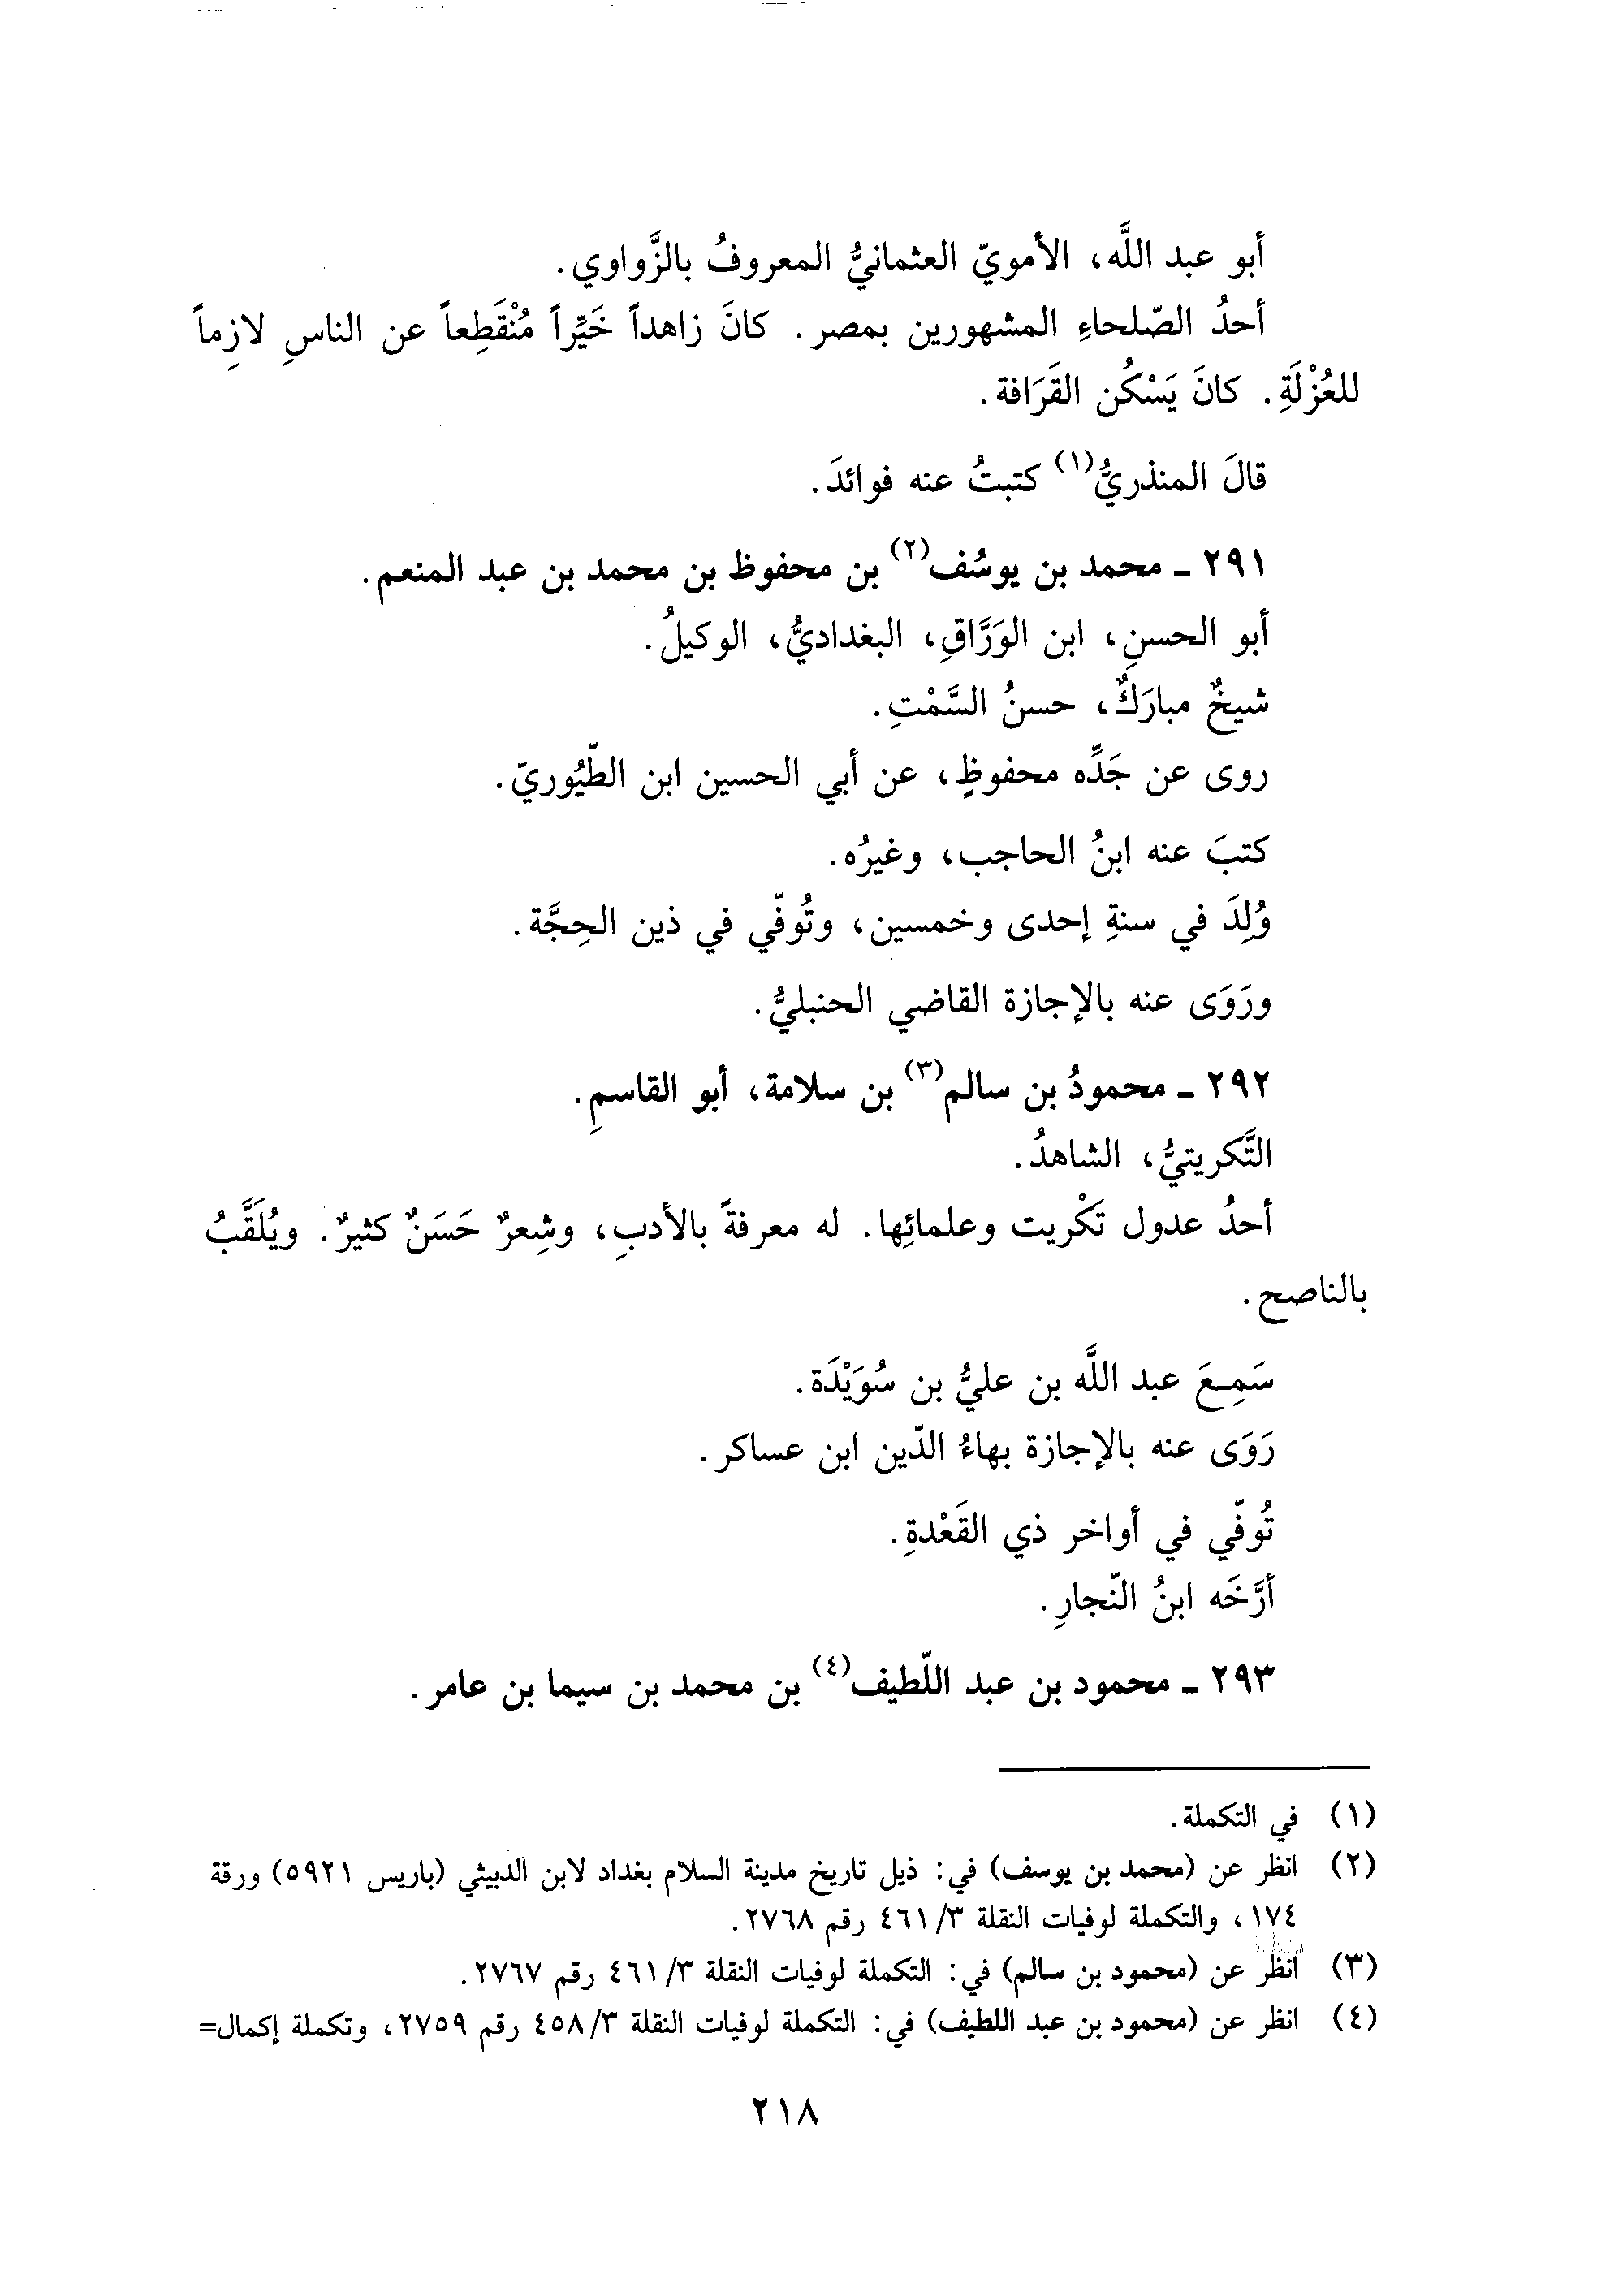 أبو عبد اللَّه، الأمويّ العثمانيُّ المعروفُ بالزَّواوي.
أحدُ الصّلحاءِ المشهورين بمصر. كانَ زاهداً خَيِّراً مُنْقَطِعاً عن الناسِ لازِماً
للعُزْلَةِ. كانَ يَسْكُن القَرَافة.
قالَ المنذريُّ(١) كتبتُ عنه فوائدَ.
٢٩١ ـ محمد بن يوسُف(٢) بن محفوظ بن محمد بن عبد المنعم.
أبو الحسنِ، ابن الوَرَّاقِ، البغداديُّ، الوكيلُ.
شيخٌ مبارَكٌ، حسنُ السَّمْتِ.
روى عن جَدِّه محفوظٍ، عن أبي الحسين ابن الطّيُوريّ.
كتبَ عنه ابنُ الحاجب، وغيرُه.
وُلِدَ في سنةِ إحدى وخمسين، وتُوفّي في ذين الحِجَّة.
ورَوَى عنه بالإجازة القاضي الحنبليُّ.
٢٩٢ ـ محمودُ بن سالم(٣) بن سلامة، أبو القاسمِ.
التَّكريتيُّ، الشاهدُ.
أحدُ عدول تَكْريت وعلمائِها. له معرفةً بالأدبِ، وشِعرٌ حَسَنٌ كثيرٌ. ويُلَقَّبُ
بالناصح.
سَمِعَ عبد اللَّه بن عليُّ بن سُوَيْدَة.
رَوَى عنه بالإجازة بهاءُ الدّين ابن عساكر.
تُوفّي في أواخر ذي القَعْدةِ.
أرَّخَه ابنُ النّجارِ.
٢٩٣ ـ محمود بن عبد اللّطيف(٤) بن محمد بن سيما بن عامر.
(١) في التكملة.
(٢) انظر عن (محمد بن يوسف) في: ذيل تاريخ مدينة السلام بغداد لابن الدبيثي (باريس ٥٩٢١) ورقة
١٧٤، والتكملة لوفيات النقلة ٤٦١/٣ رقم ٢٧٦٨.
(٣) انظر عن (محمود بن سالم) في: التكملة لوفيات النقلة ٤٦١/٣ رقم ٢٧٦٧.
(٤) انظر عن (محمود بن عبد اللطيف) في: التكملة لوفيات النقلة ٤٥٨/٣ رقم ٢٧٥٩، وتكملة إكمال=
٢١٨